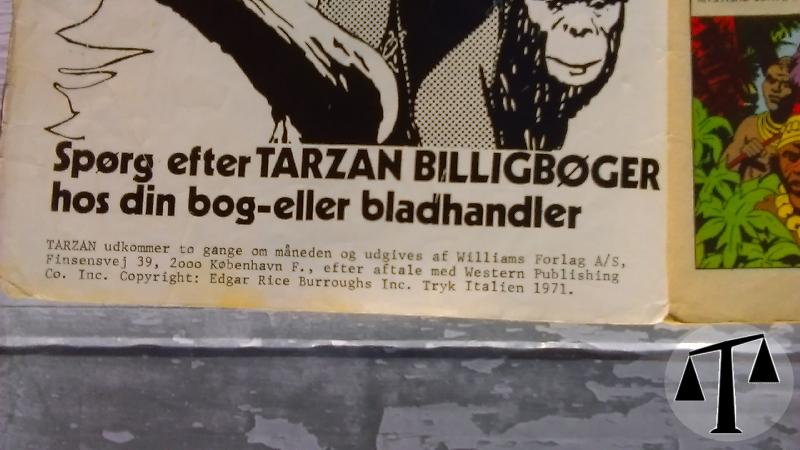 Spørg efter TARZAN BILLIGBØGER
hos din bog-eller bladhandler
TARZAN udkommer to gange om måneden og udgives af Williams Forlag A/S,
Finsensvej 39, 2ooo København F., efter aftale med Western Publishing
Co. Inc. Copyright: Edgar Rice Burroughs Inc. Tryk Italien 1971.